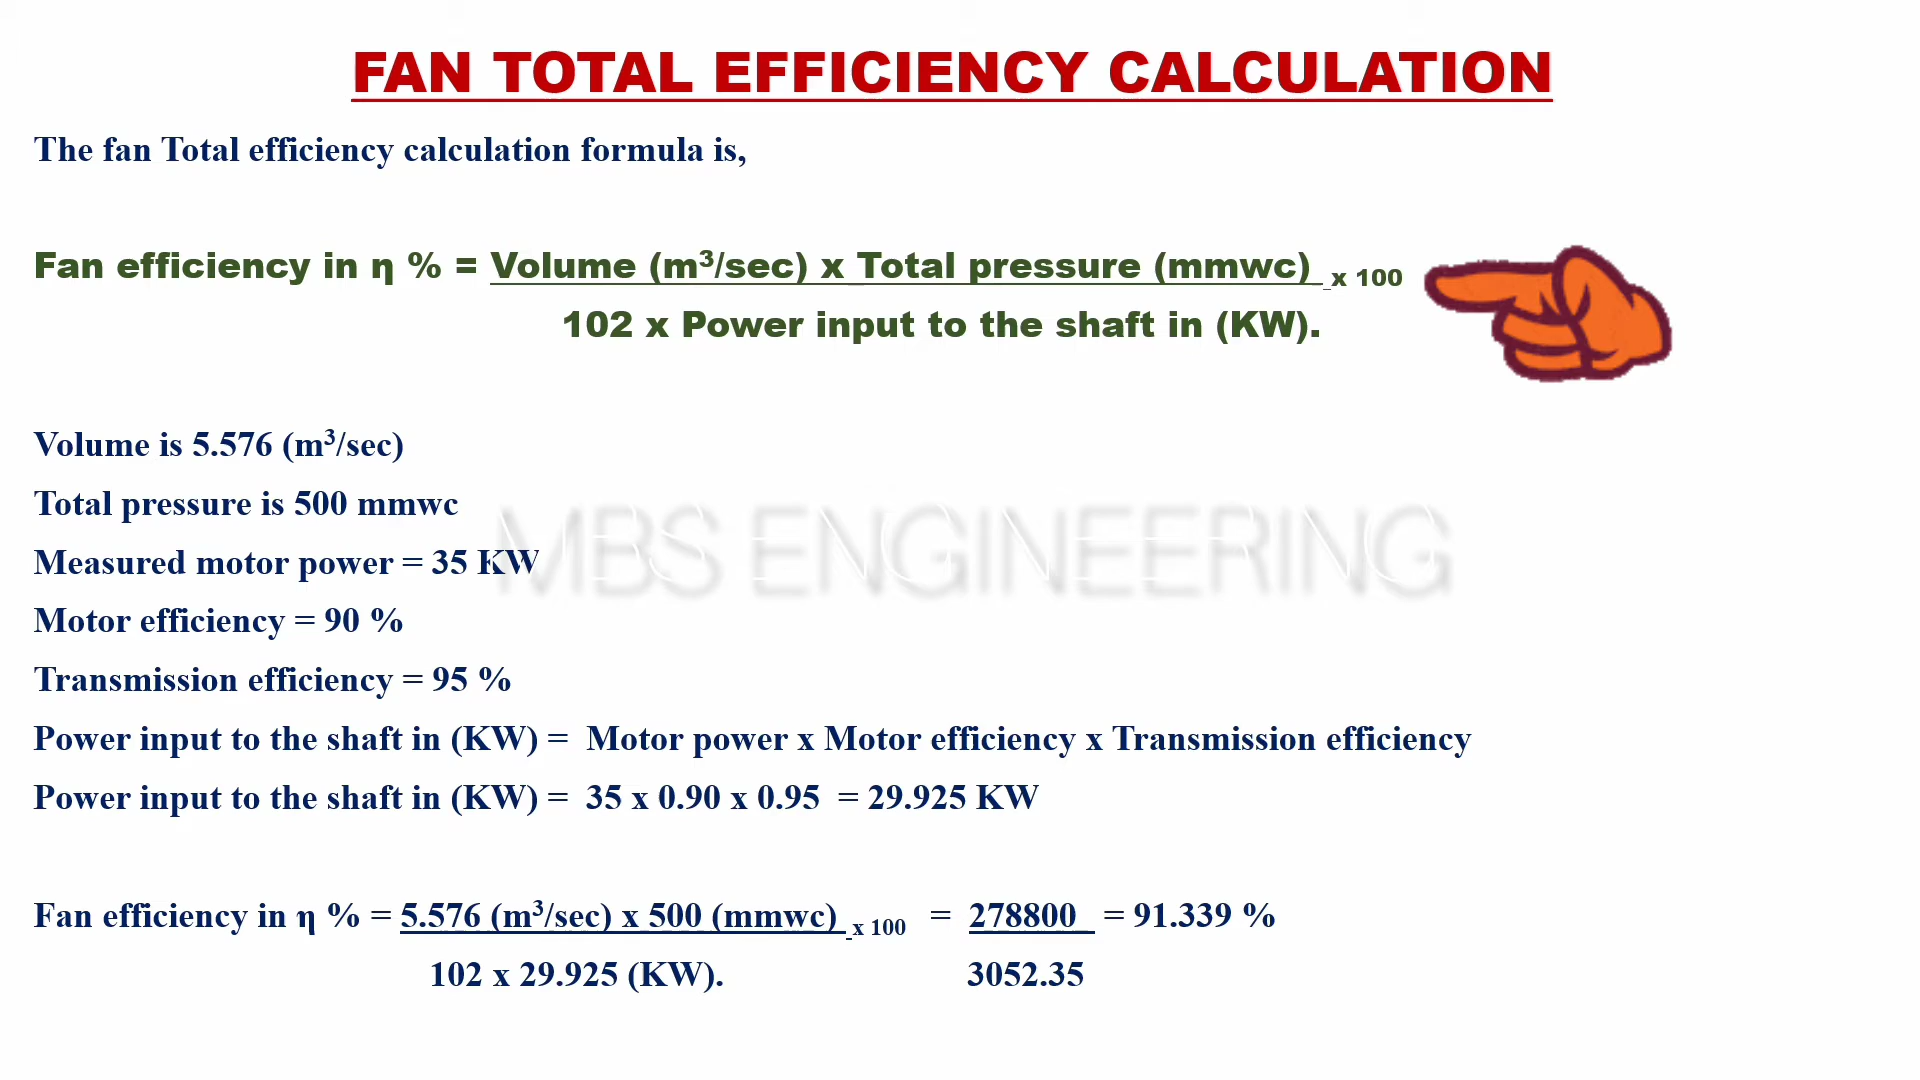 FAN TOTAL EFFICIENCY CALCULATION
The fan Total efficiency calculation formula is,
Fan efficiency in η % = Volume (m³/sec) x Total pressure (mmwc) x 100
102 x Power input to the shaft in (KW).
Volume is 5.576 (m³/sec)
Total pressure is 500 mmwc
MBS ENGINEERING
Measured motor power = 35 KW
Motor efficiency = 90 %
Transmission efficiency = 95 %
Power input to the shaft in (KW) = Motor power x Motor efficiency x Transmission efficiency
Power input to the shaft in (KW) = 35 x 0.90 x 0.95 = 29.925 KW
Fan efficiency in η % = 5.576 (m³/sec) x 500 (mmwc) x 100 = 278800 = 91.339 %
102 x 29.925 (KW). 3052.35